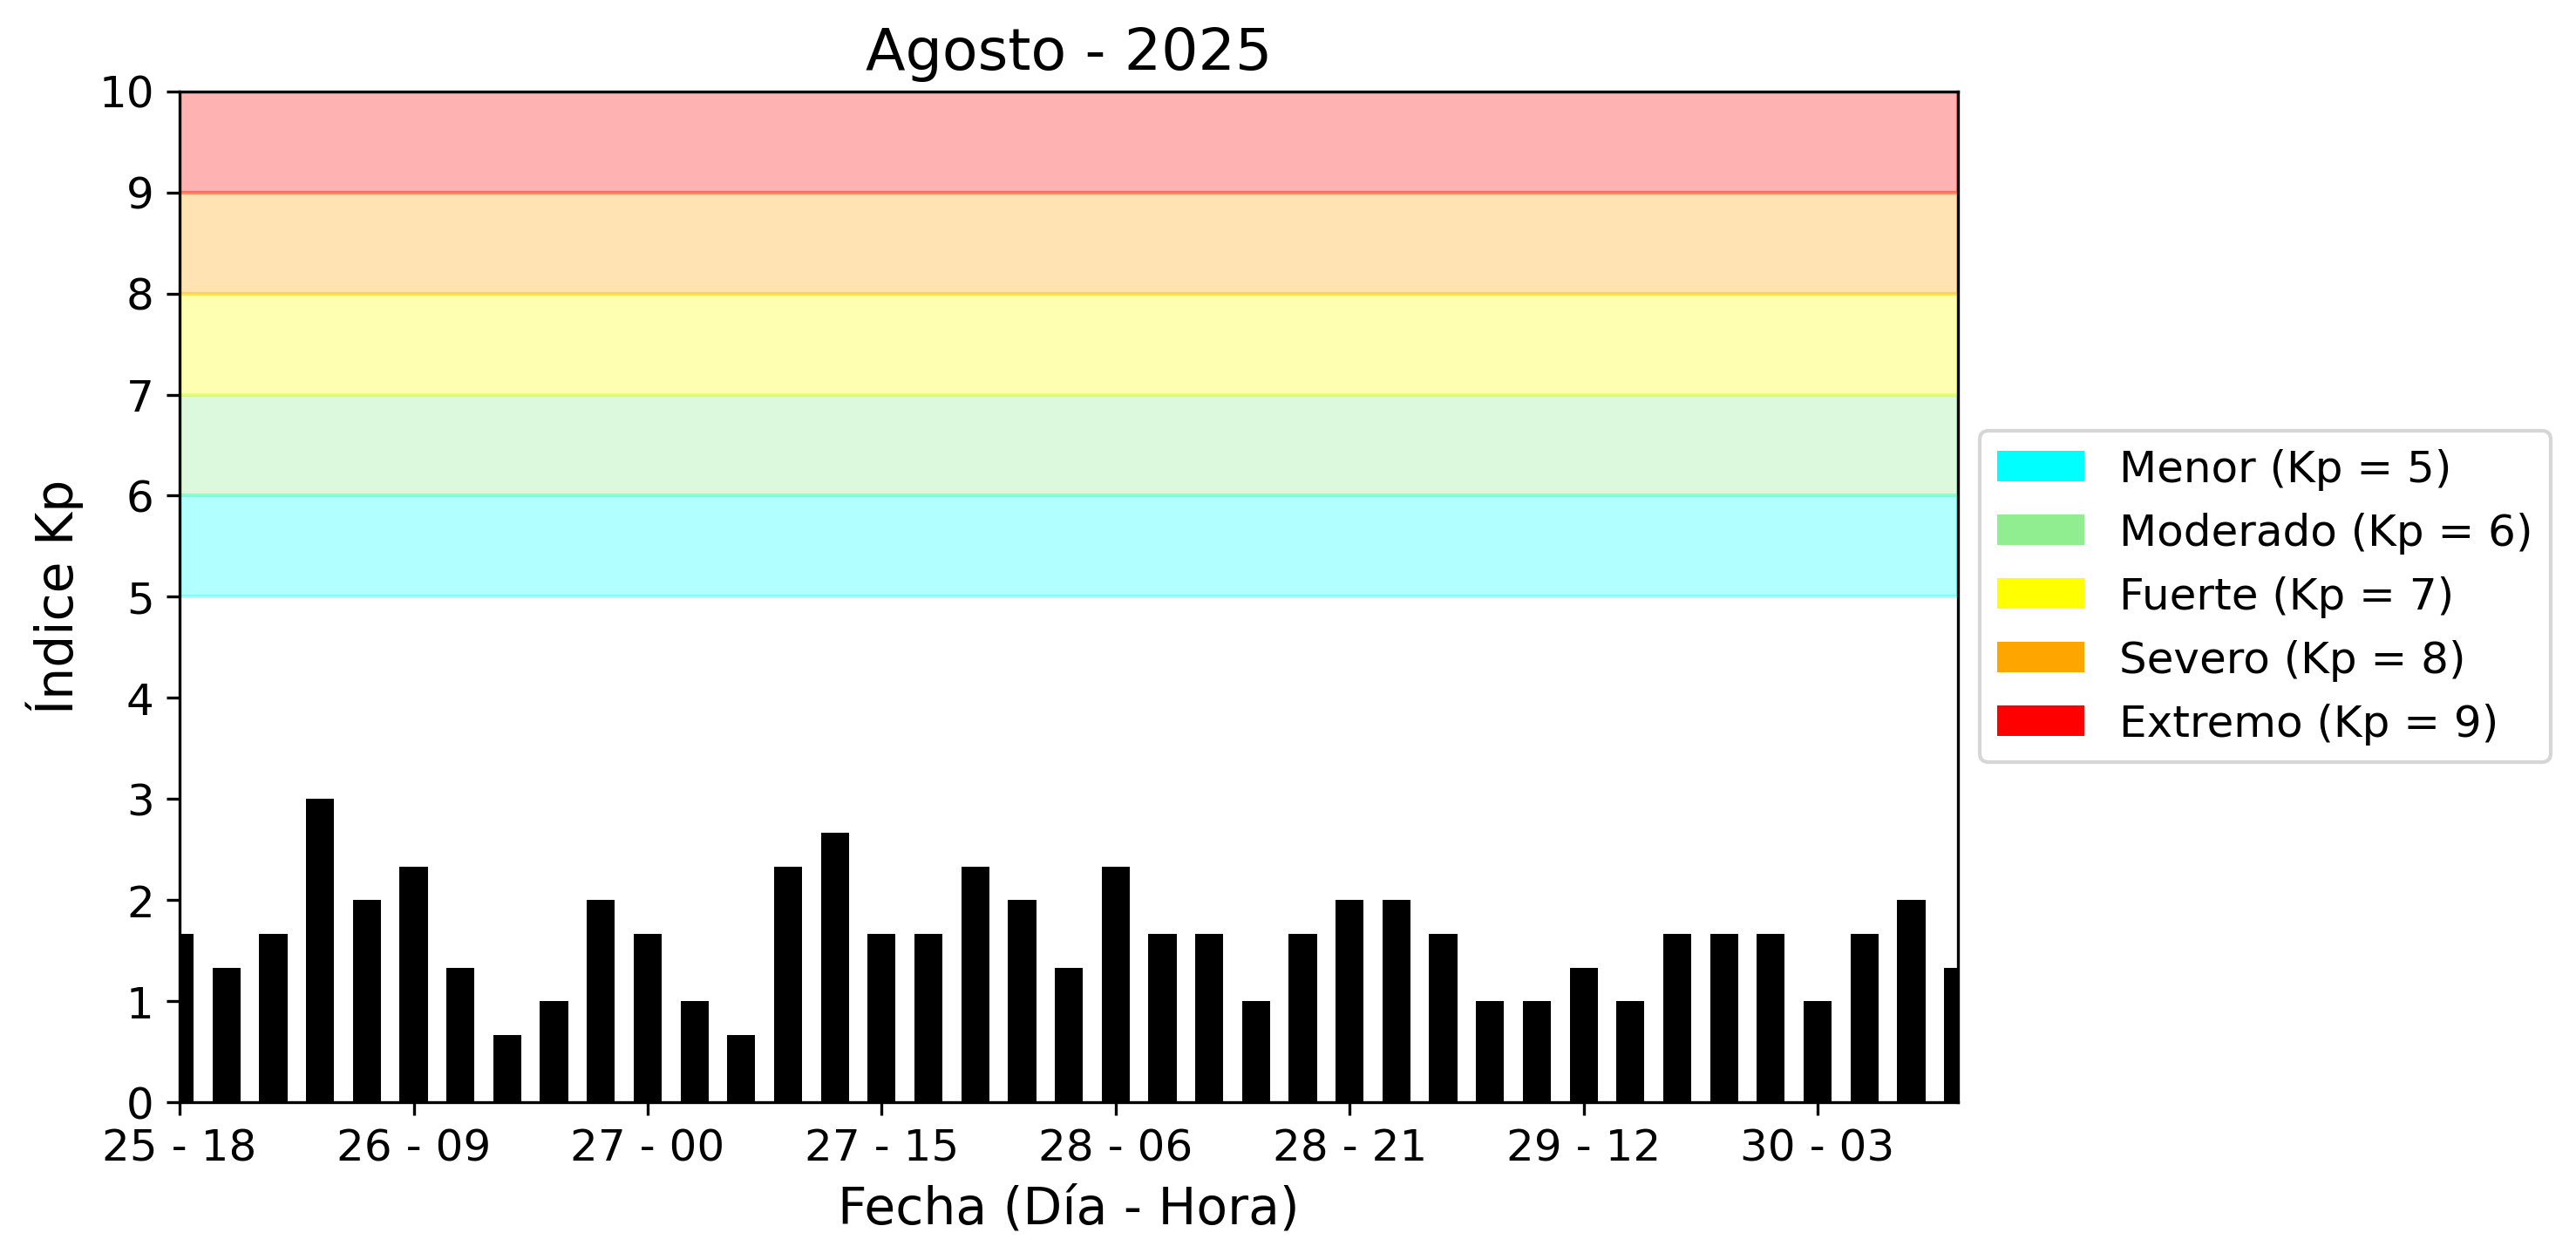 Agosto - 2025
10
9
8
7
6
5
4
3
2
1
0
Índice Kp
25 - 18
26 - 09
27 - 00
27 - 15
28 - 06
28 - 21
29 - 12
30 - 03
Fecha (Día - Hora)
Menor (Kp = 5)
Moderado (Kp = 6)
Fuerte (Kp = 7)
Severo (Kp = 8)
Extremo (Kp = 9)